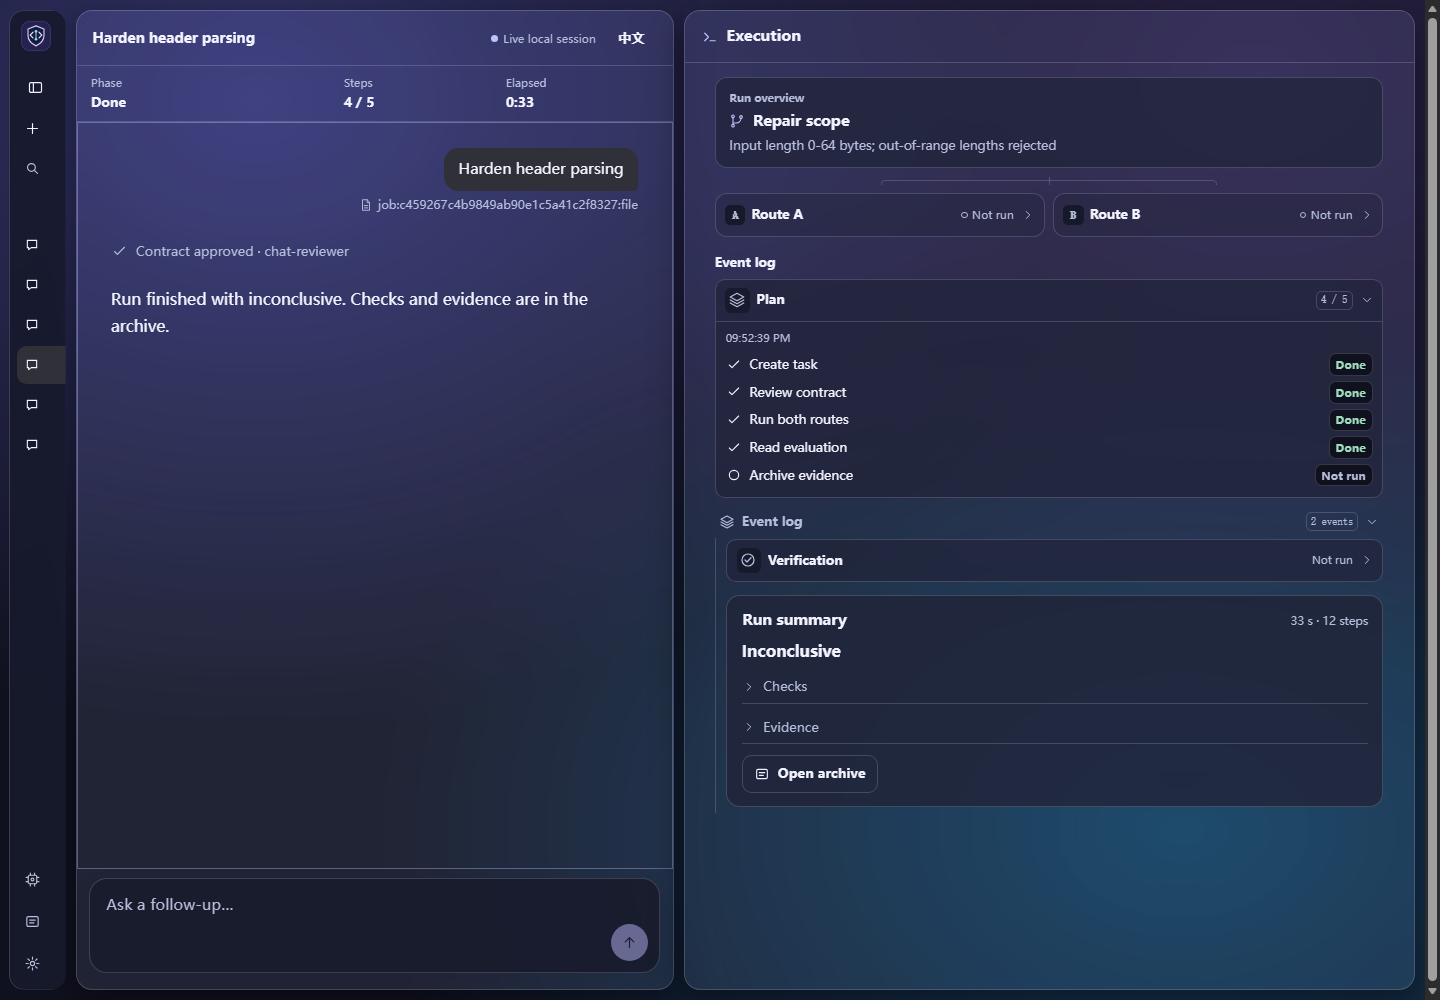 Harden header parsing
Live local session
中文
Phase
Done
Steps
4 / 5
Elapsed
0:33
Harden header parsing
job:c459267c4b9849ab90e1c5a41c2f8327:file
Contract approved · chat-reviewer
Run finished with inconclusive. Checks and evidence are in the
archive.
Ask a follow-up...
Execution
Run overview
Repair scope
Input length 0-64 bytes; out-of-range lengths rejected
A Route A
Not run
B Route B
Not run
Event log
Plan
4 / 5
09:52:39 PM
Create task
Done
Review contract
Done
Run both routes
Done
Read evaluation
Done
Archive evidence
Not run
Event log
2 events
Verification
Not run
Run summary
33 s · 12 steps
Inconclusive
Checks
Evidence
Open archive